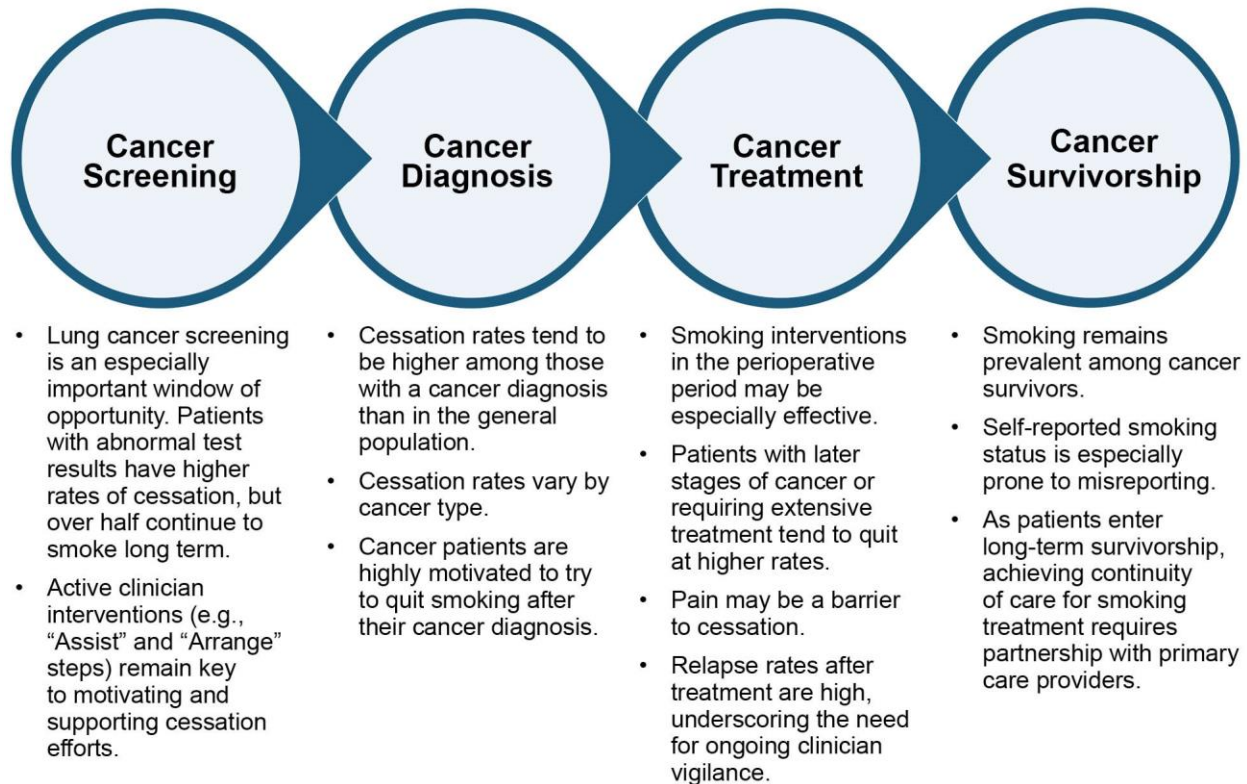 Cancer
Screening
Cancer
Diagnosis
Cancer
Treatment
Cancer
Survivorship
• Lung cancer screening
is an especially
important window of
opportunity. Patients
with abnormal test
results have higher
rates of cessation, but
over half continue to
smoke long term.
• Active clinician
interventions (e.g.,
“Assist” and “Arrange”
steps) remain key
to motivating and
supporting cessation
efforts.
• Cessation rates tend to
be higher among those
with a cancer diagnosis
than in the general
population.
• Cessation rates vary by
cancer type.
• Cancer patients are
highly motivated to try
to quit smoking after
their cancer diagnosis.
• Smoking interventions
in the perioperative
period may be
especially effective.
• Patients with later
stages of cancer or
requiring extensive
treatment tend to quit
at higher rates.
• Pain may be a barrier
to cessation.
• Relapse rates after
treatment are high,
underscoring the need
for ongoing clinician
vigilance.
• Smoking remains
prevalent among cancer
survivors.
• Self-reported smoking
status is especially
prone to misreporting.
• As patients enter
long-term survivorship,
achieving continuity
of care for smoking
treatment requires
partnership with primary
care providers.